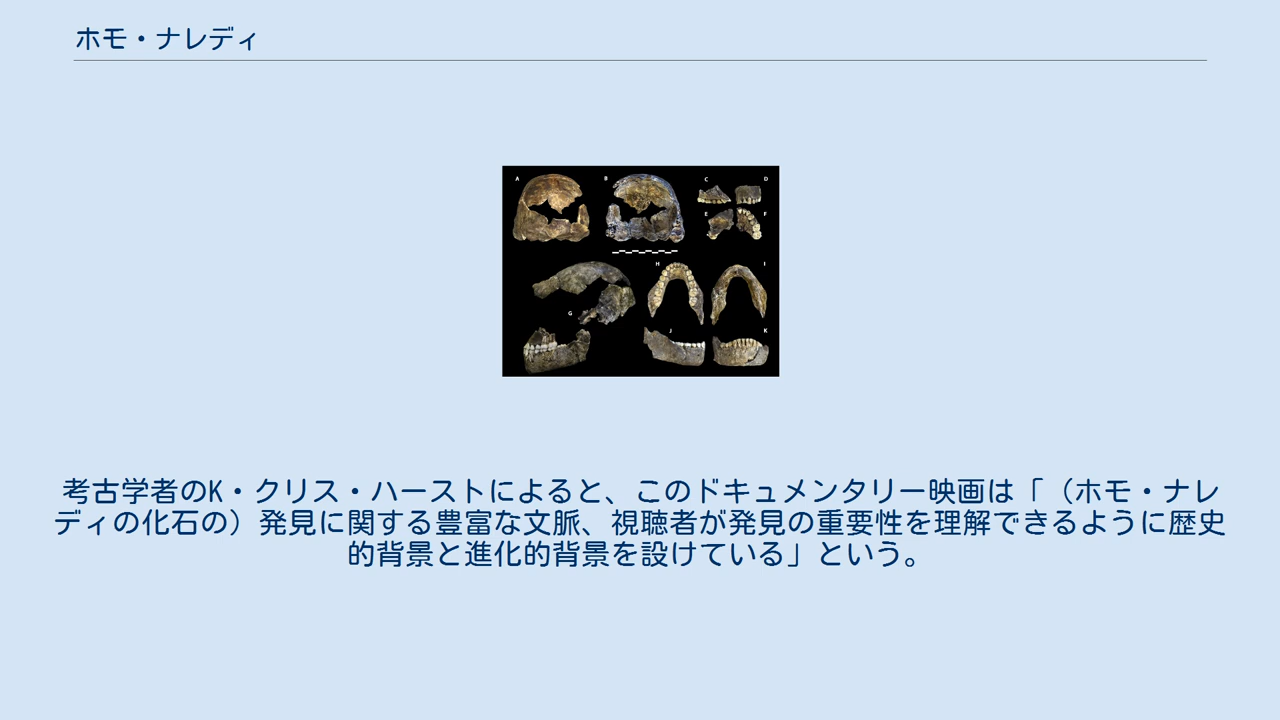 ホモ・ナレディ
A B C D
E F
H I
G
J K
考古学者のK・クリス・ハーストによると、このドキュメンタリー映画は「（ホモ・ナレ
ディの化石の）発見に関する豊富な文脈、視聴者が発見の重要性を理解できるように歴史
的背景と進化的背景を設けている」という。